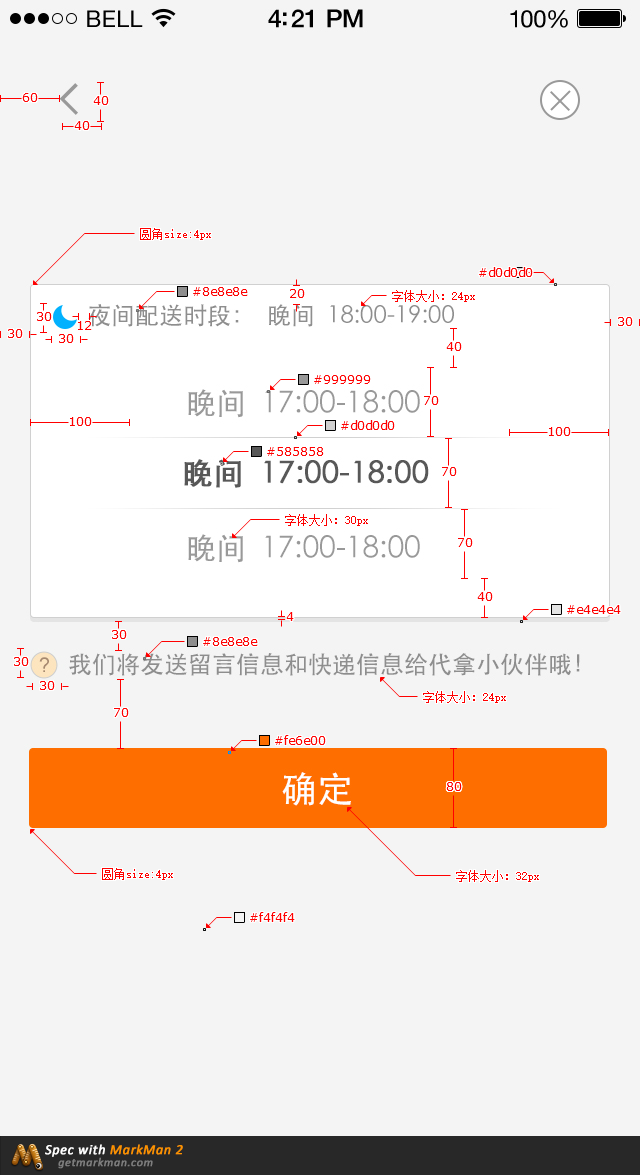 BELL 4:21 PM 100%
60
40
40
圆角size:4px
#d0d0d0
#8e8e8e
20
字体大小：24px
30
夜间配送时段： 晚间 18:00-19:00
12
30
30
30
40
#999999
晚间 17:00-18:00
70
100
#d0d0d0
100
#585858
晚间 17:00-18:00
70
字体大小：30px
晚间 17:00-18:00
70
40
#e4e4e4
4
30
#8e8e8e
30
?
我们将发送留言信息和快递信息给代拿小伙伴哦！
30
字体大小：24px
70
#fe6e00
确定
80
圆角size:4px
字体大小：32px
#f4f4f4
Spec with MarkMan 2
getmarkman.com